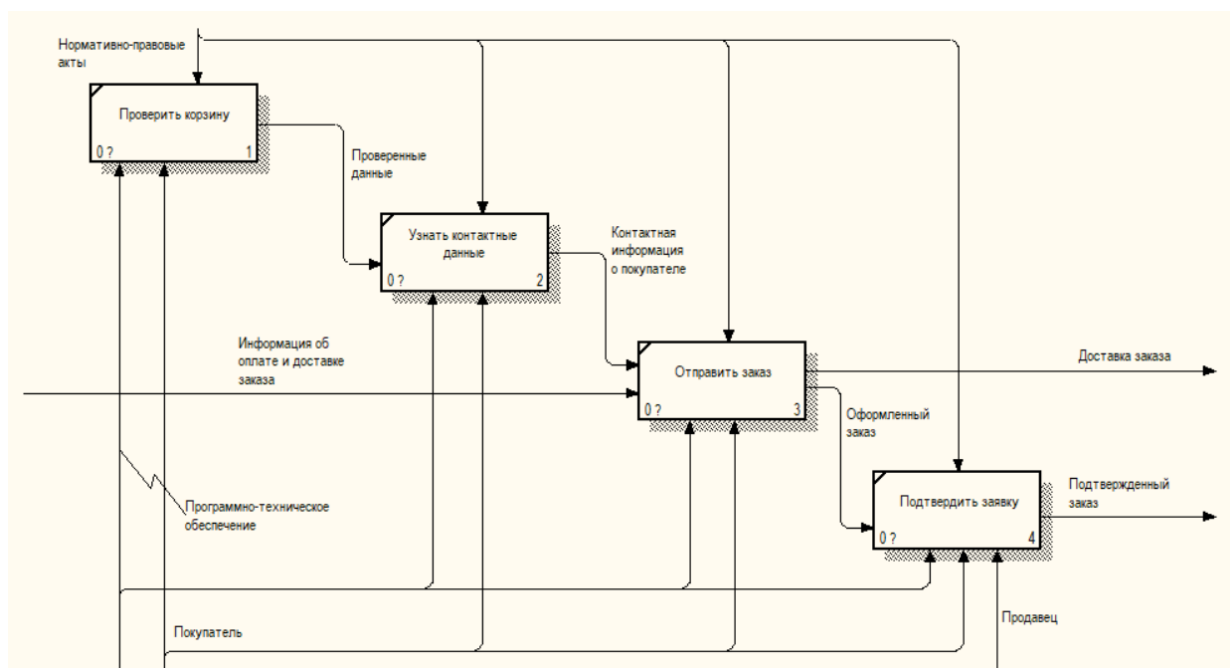 Нормативно-правовые
акты
Проверить корзину
0 ?
1
Проверенные
данные
Узнать контактные
данные
0 ?
2
Контактная
информация
о покупателе
Информация об
оплате и доставке
заказа
Отправить заказ
0 ?
3
Доставка заказа
Оформленный
заказ
Программно-техническое
обеспечение
Подтвердить заявку
0 ?
4
Подтвержденный
заказ
Покупатель
Продавец